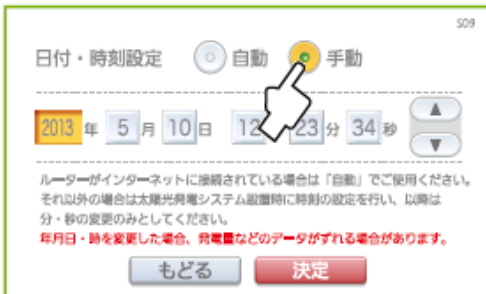 S09
日付・時刻設定 自動 手動
2013 年 5 月 10 日 12 23 分 34 秒
ルーターがインターネットに接続されている場合は「自動」でご使用ください。
それ以外の場合は太陽光発電システム設置時に時刻の設定を行い、以降は
分・秒の変更のみとしてください。
年月日・時を変更した場合、発電量などのデータがずれる場合があります。
もどる 決定